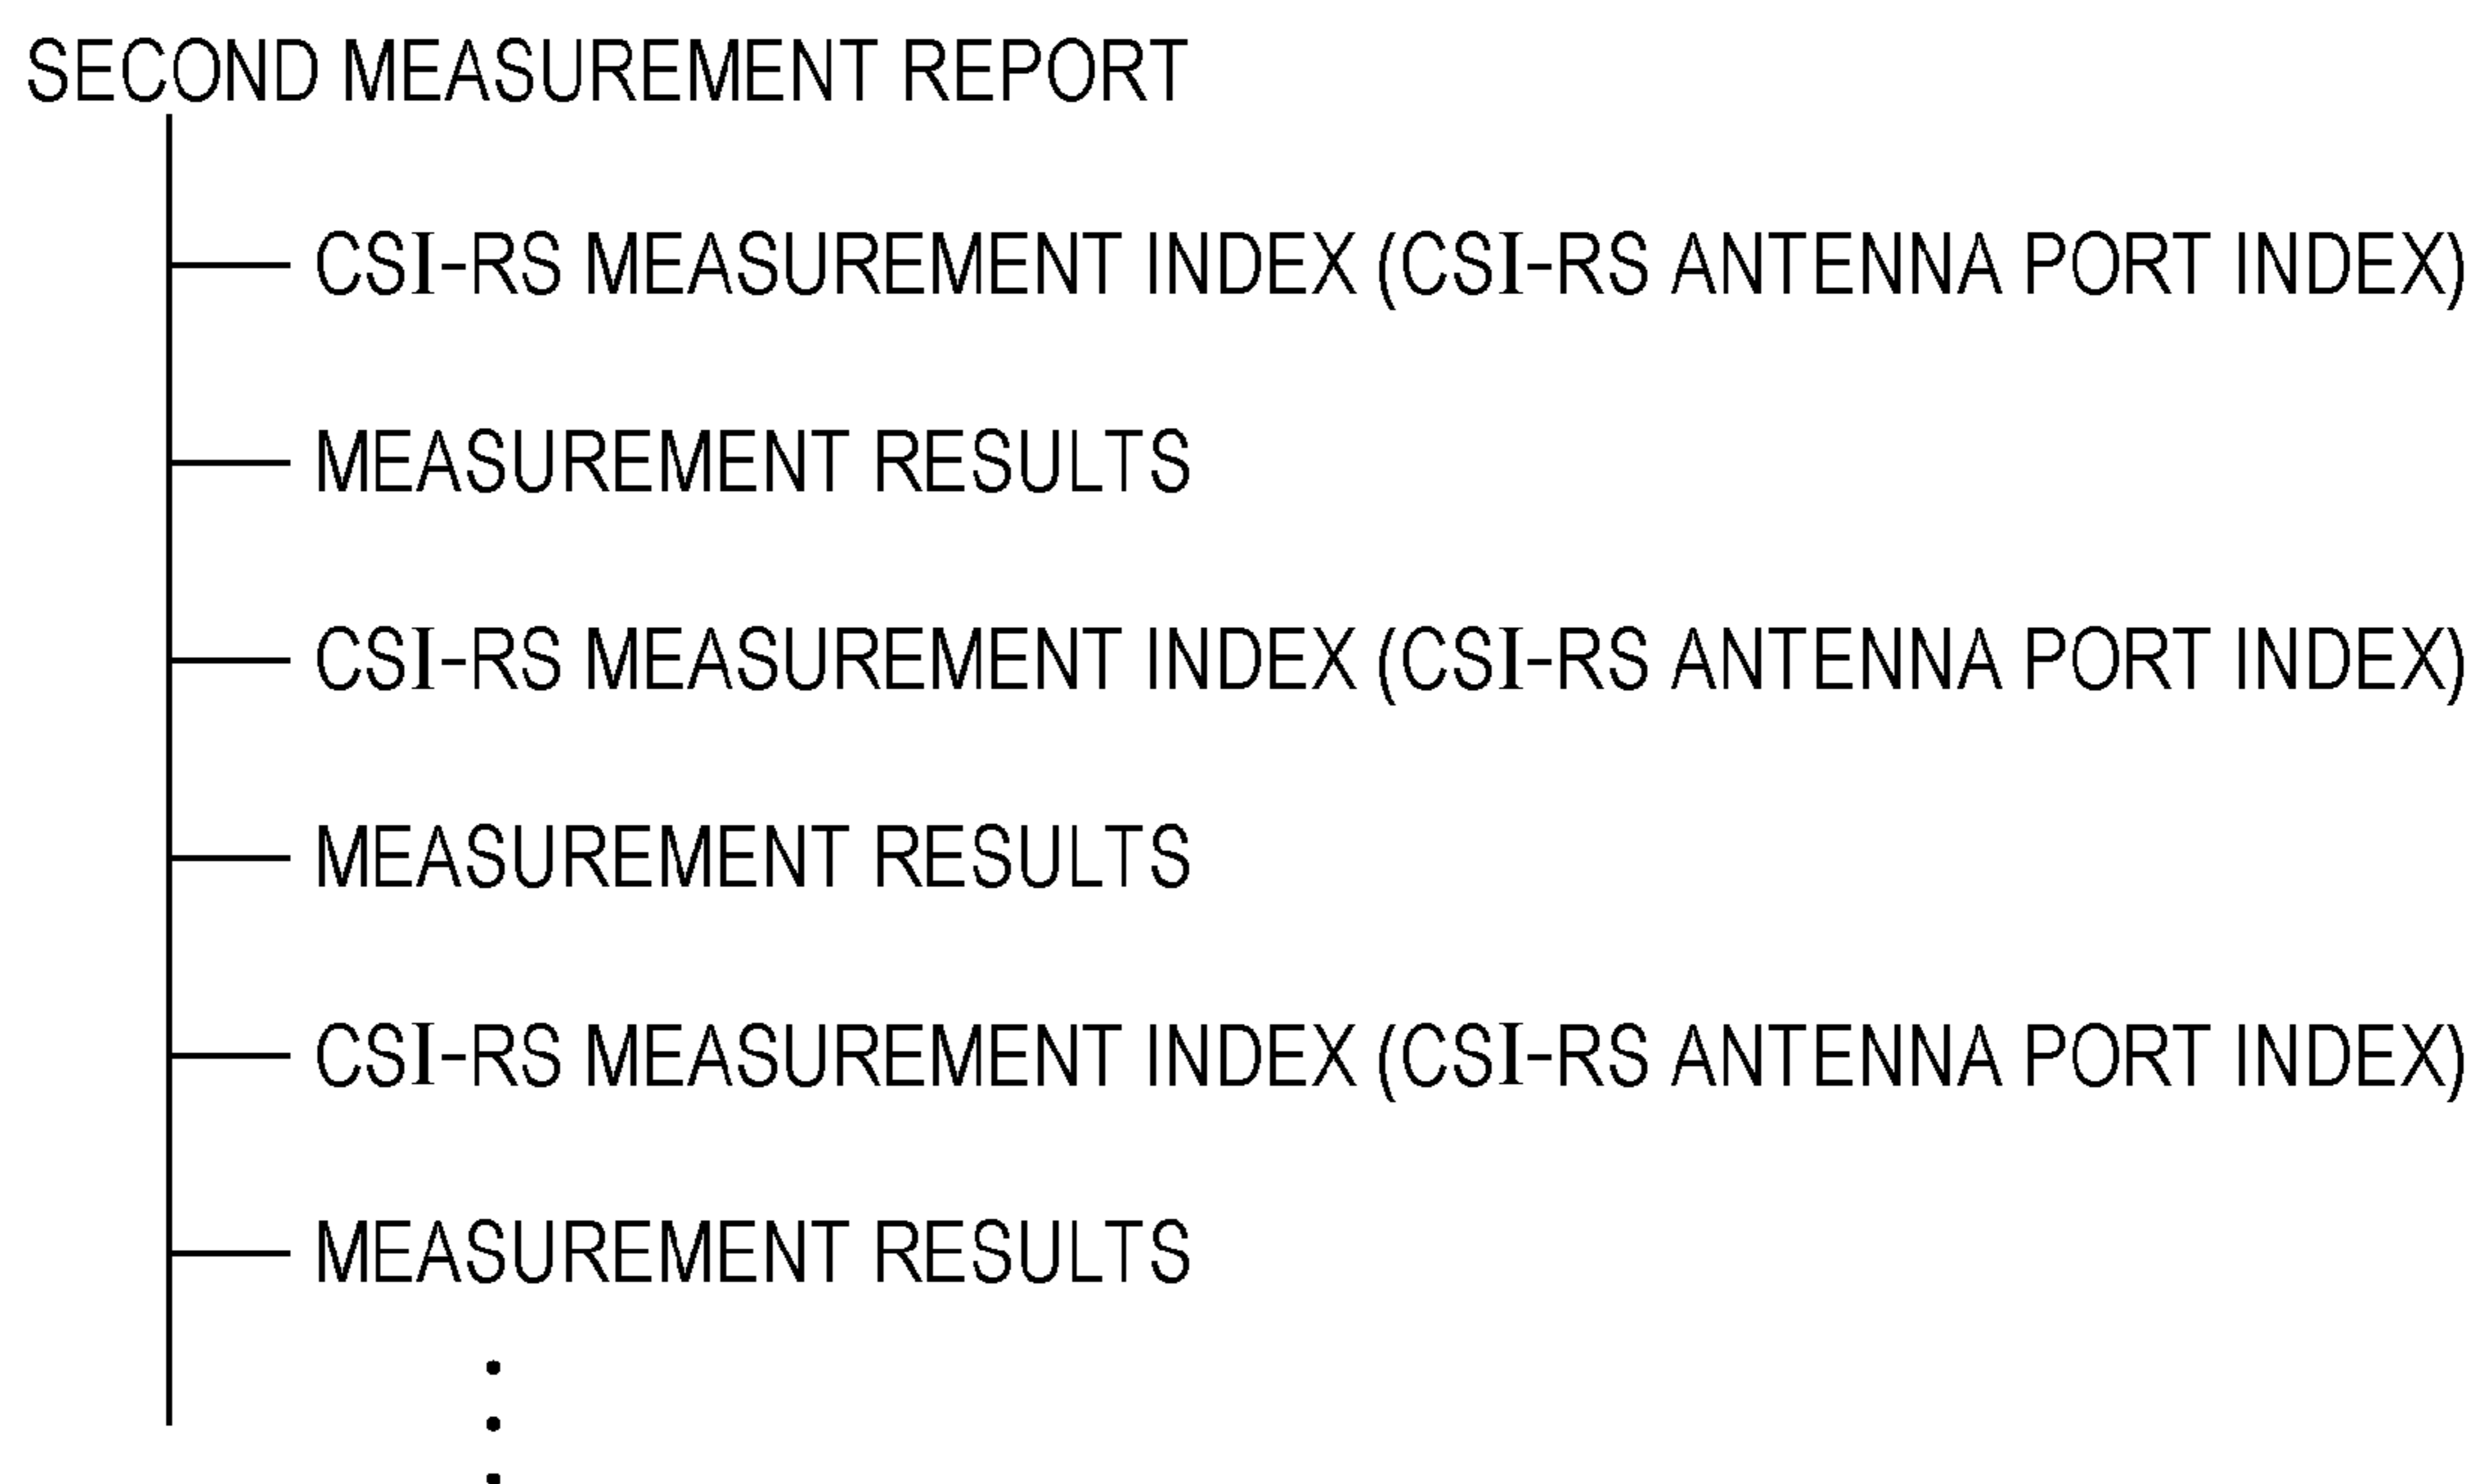 SECOND MEASUREMENT REPORT
CSI-RS MEASUREMENT INDEX (CSI-RS ANTENNA PORT INDEX)
MEASUREMENT RESULTS
CSI-RS MEASUREMENT INDEX (CSI-RS ANTENNA PORT INDEX)
MEASUREMENT RESULTS
CSI-RS MEASUREMENT INDEX (CSI-RS ANTENNA PORT INDEX)
MEASUREMENT RESULTS